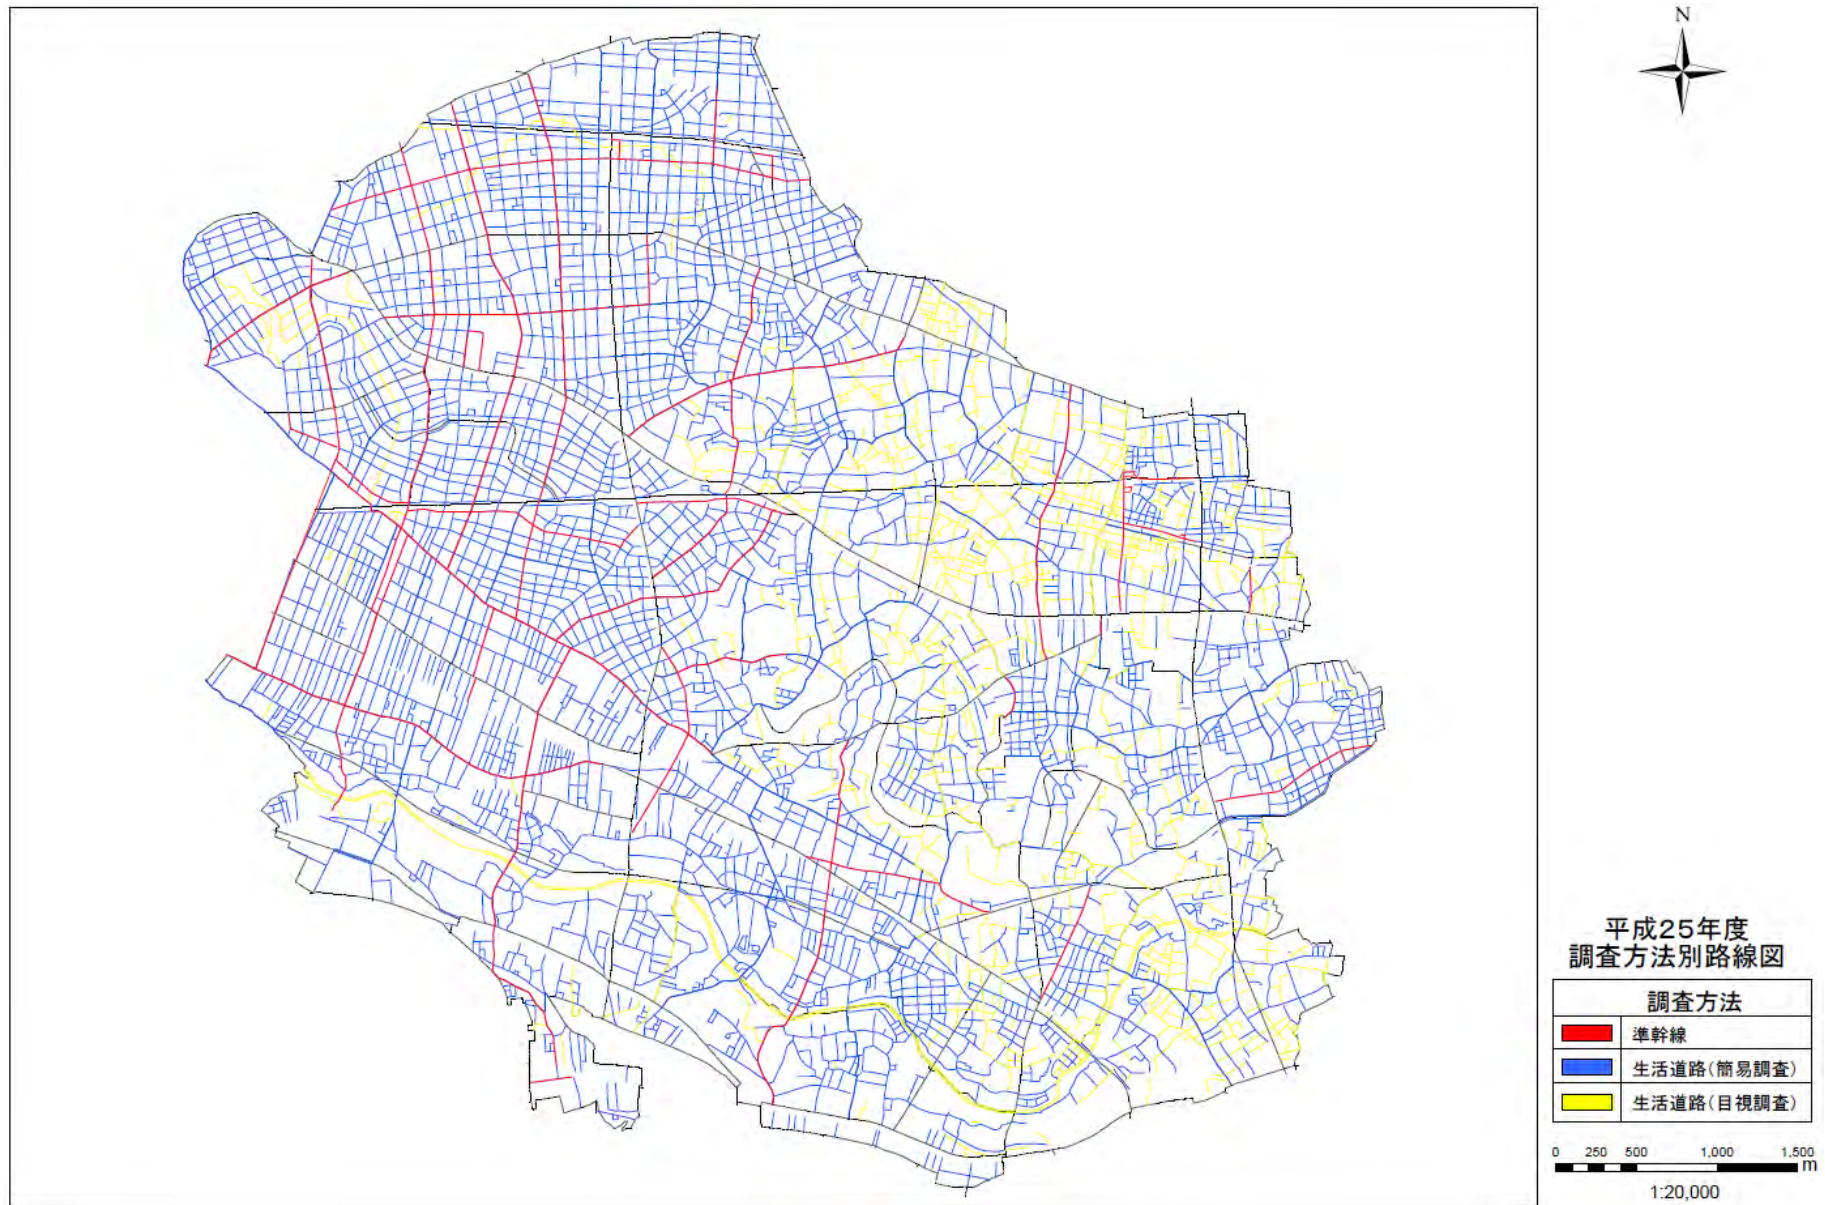 N
平成25年度
調査方法別路線図
調査方法
準幹線
生活道路(簡易調査)
生活道路(目視調査)
0 250 500 1,000 1,500
m
1:20,000